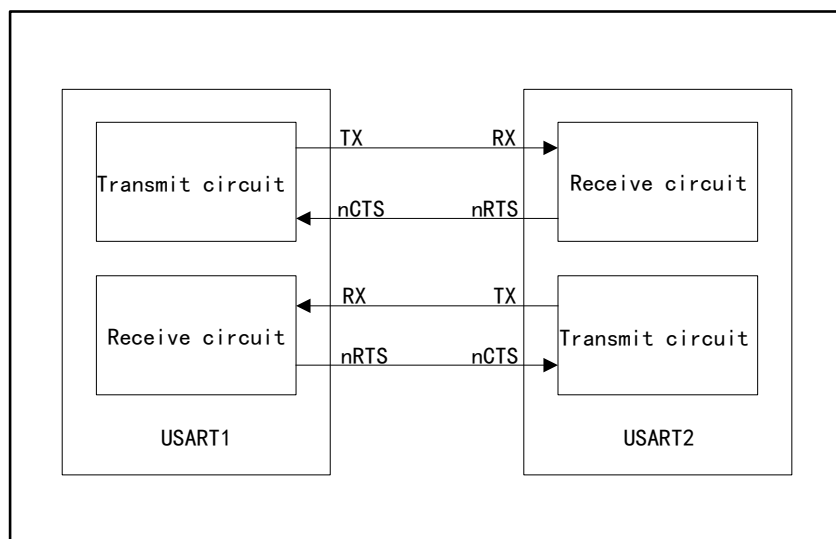 TX RX
Transmit circuit Receive circuit
nCTS nRTS
RX TX
Receive circuit Transmit circuit
nRTS nCTS
USART1 USART2